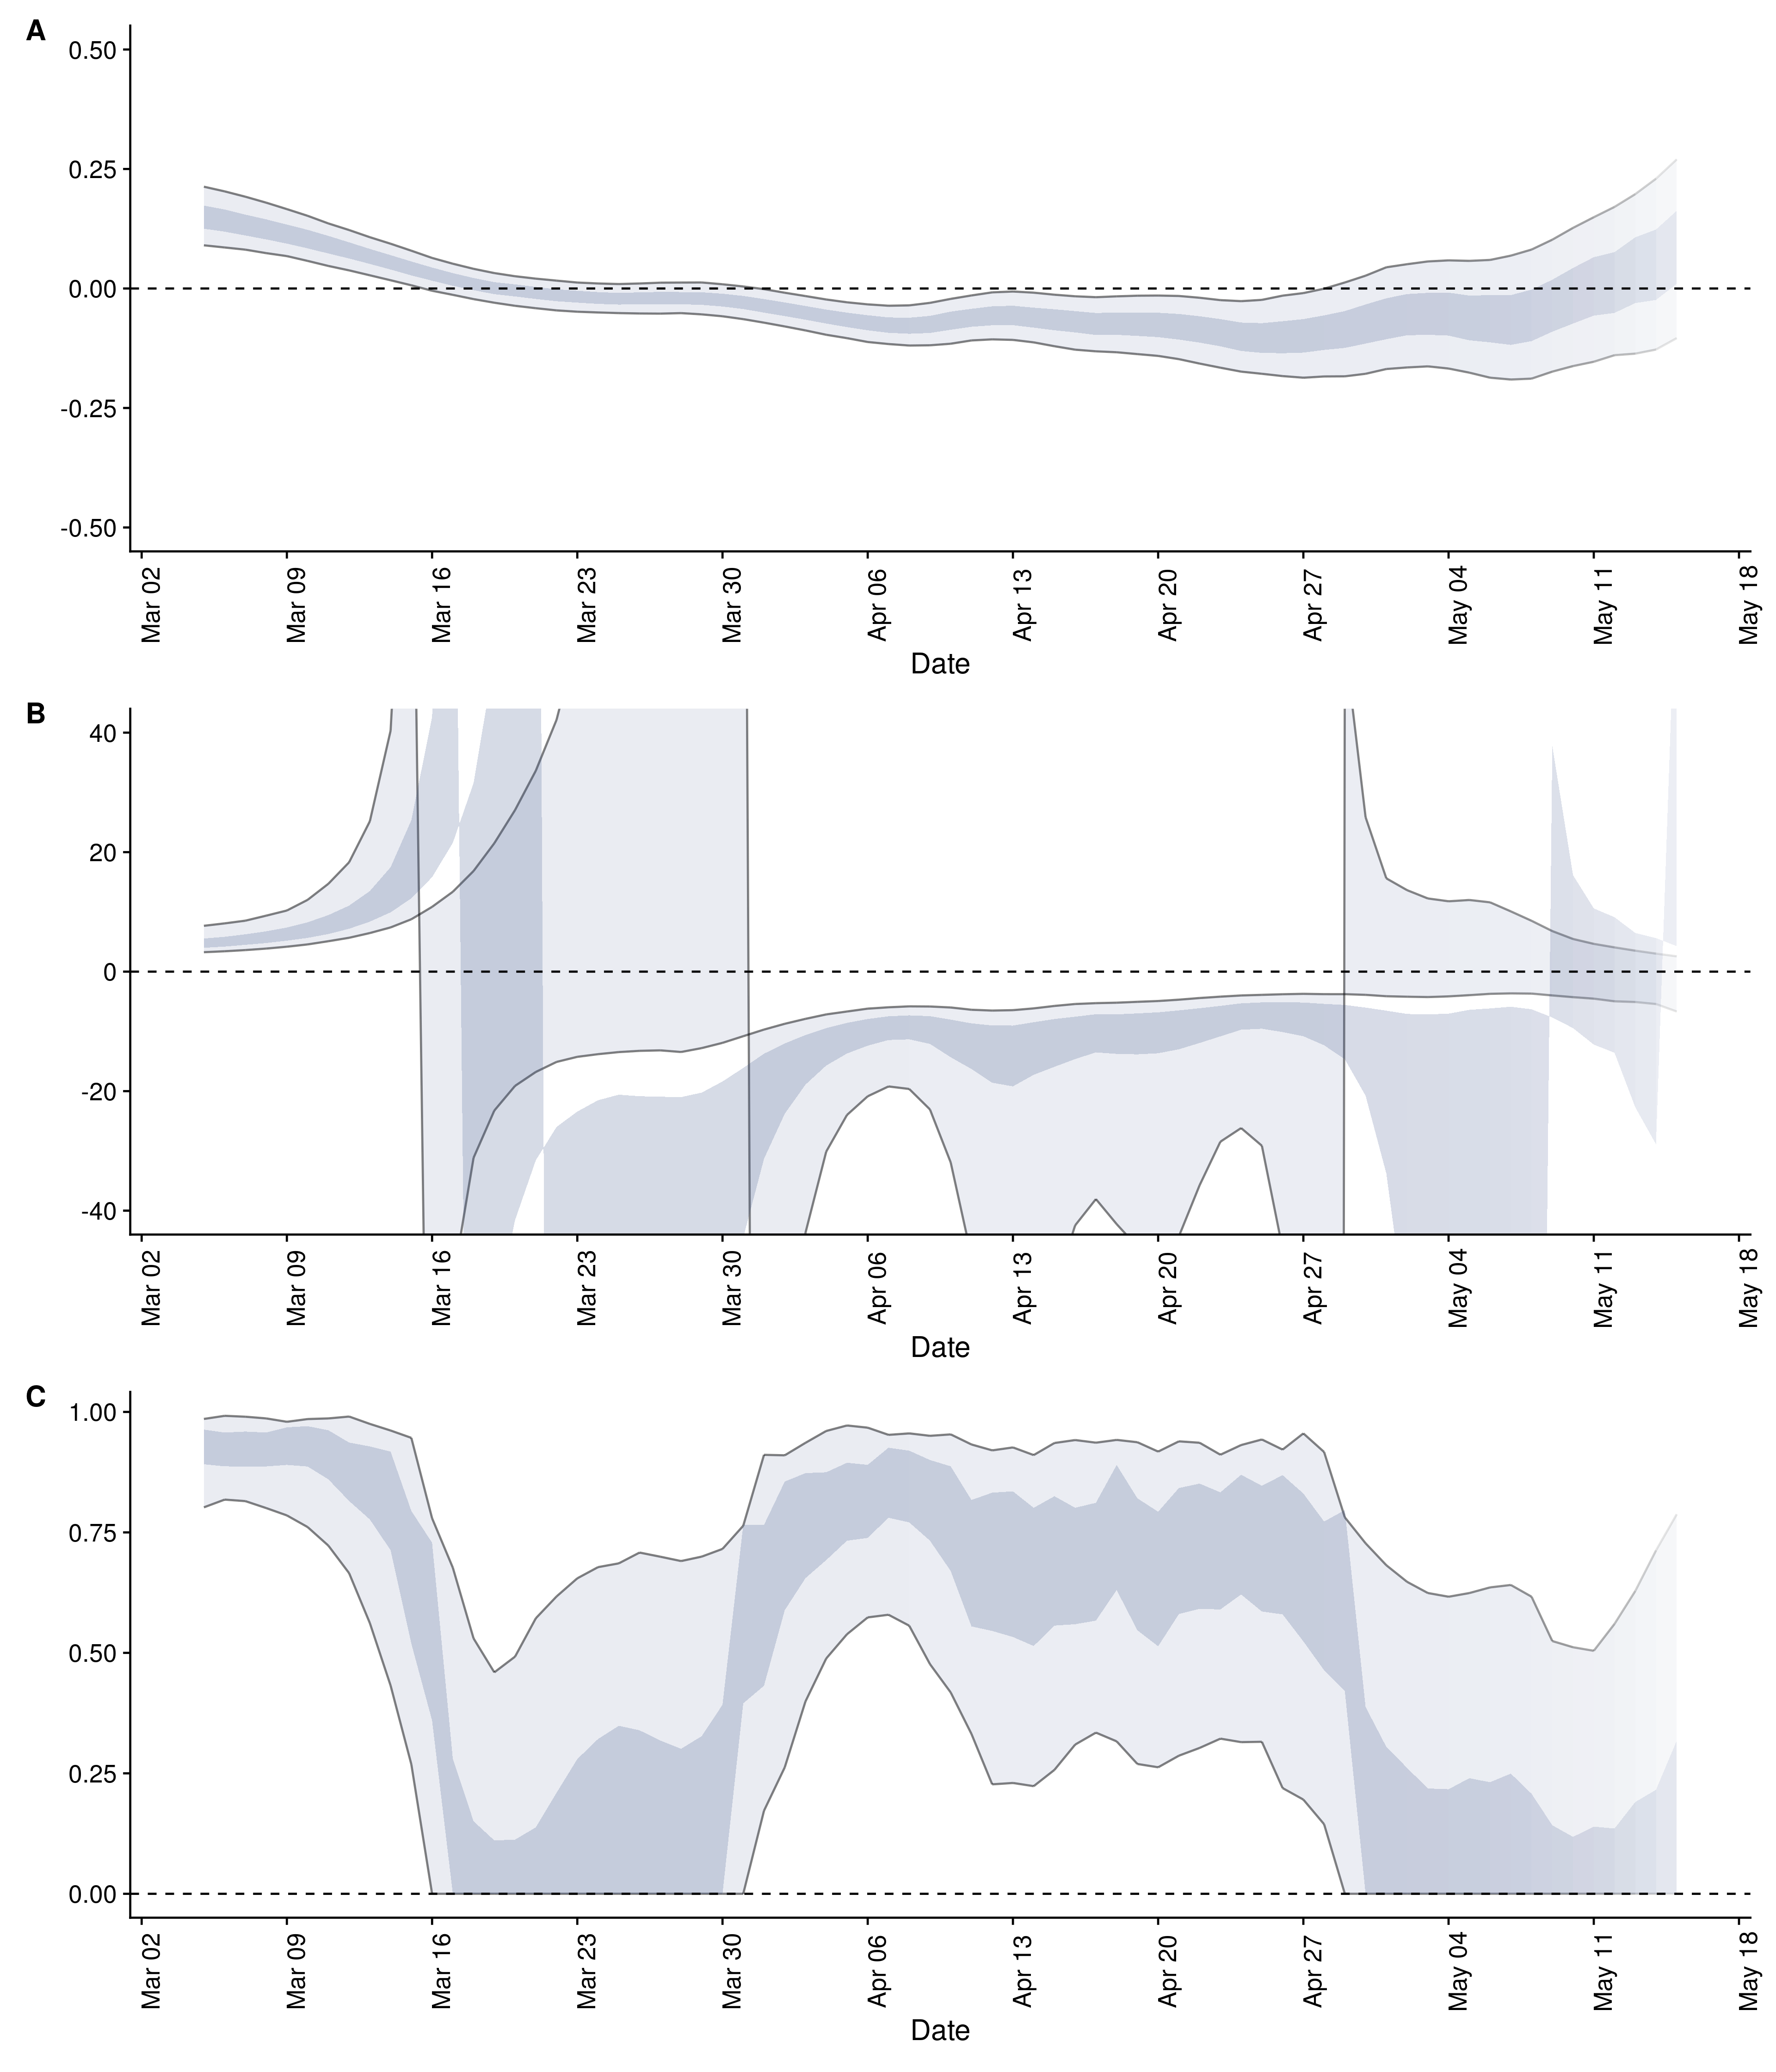 A
0.50
0.25
0.00
-0.25
-0.50
Mar 02
Mar 09
Mar 16
Mar 23
Mar 30
Apr 06
Apr 13
Apr 20
Apr 27
May 04
May 11
May 18
Date
B
40
20
0
-20
-40
Mar 02
Mar 09
Mar 16
Mar 23
Mar 30
Apr 06
Apr 13
Apr 20
Apr 27
May 04
May 11
May 18
Date
C
1.00
0.75
0.50
0.25
0.00
Mar 02
Mar 09
Mar 16
Mar 23
Mar 30
Apr 06
Apr 13
Apr 20
Apr 27
May 04
May 11
May 18
Date